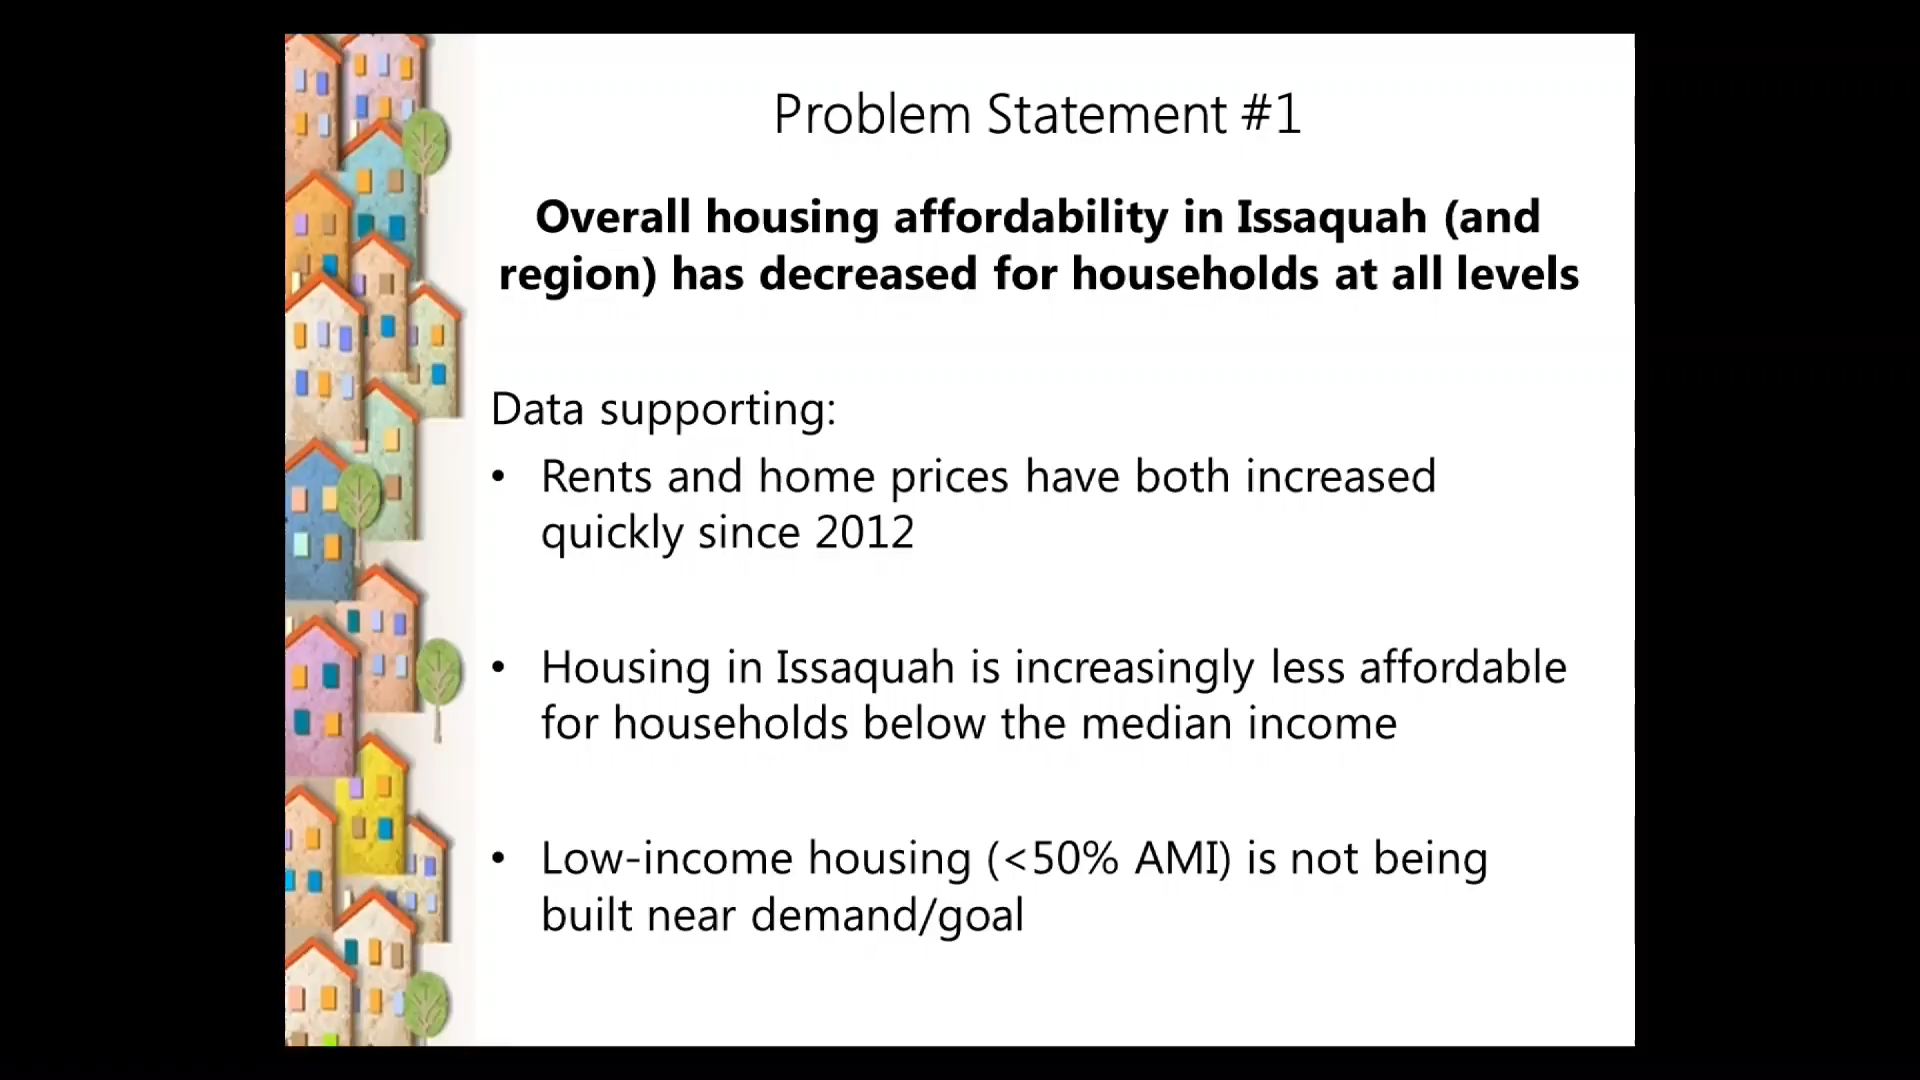 Problem Statement #1
Overall housing affordability in Issaquah (and
region) has decreased for households at all levels
Data supporting:
• Rents and home prices have both increased
quickly since 2012
• Housing in Issaquah is increasingly less affordable
for households below the median income
• Low-income housing (<50% AMI) is not being
built near demand/goal